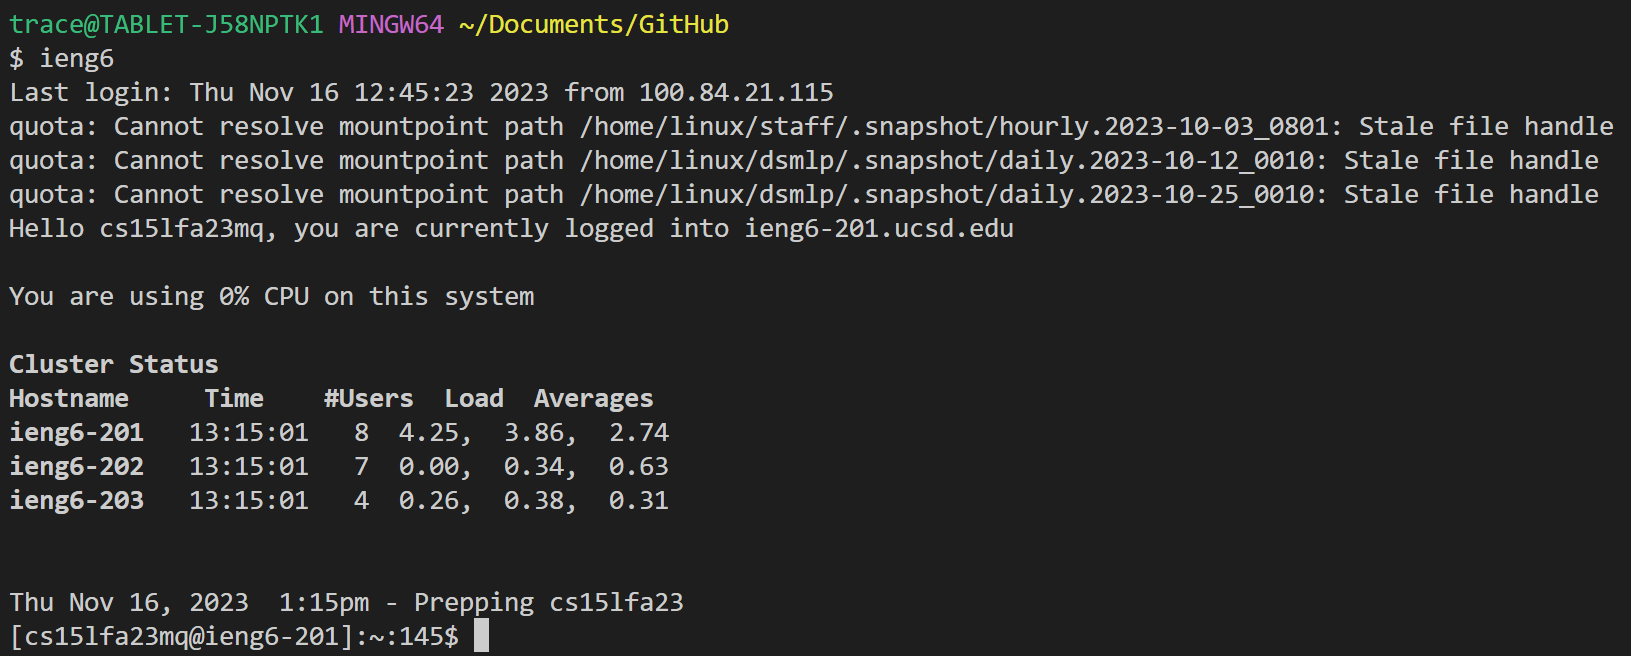 trace@TABLET-J58NPTK1 MINGW64 ~/Documents/GitHub
$ ieng6
Last login: Thu Nov 16 12:45:23 2023 from 100.84.21.115
quota: Cannot resolve mountpoint path /home/linux/staff/.snapshot/hourly.2023-10-03_0801: Stale file handle
quota: Cannot resolve mountpoint path /home/linux/dsmlp/.snapshot/daily.2023-10-12_0010: Stale file handle
quota: Cannot resolve mountpoint path /home/linux/dsmlp/.snapshot/daily.2023-10-25_0010: Stale file handle
Hello cs15lfa23mq, you are currently logged into ieng6-201.ucsd.edu
You are using 0% CPU on this system
Cluster Status
Hostname     Time    #Users  Load  Averages
ieng6-201   13:15:01   8  4.25,  3.86,  2.74
ieng6-202   13:15:01   7  0.00,  0.34,  0.63
ieng6-203   13:15:01   4  0.26,  0.38,  0.31
Thu Nov 16, 2023  1:15pm - Prepping cs15lfa23
[cs15lfa23mq@ieng6-201]:~:145$